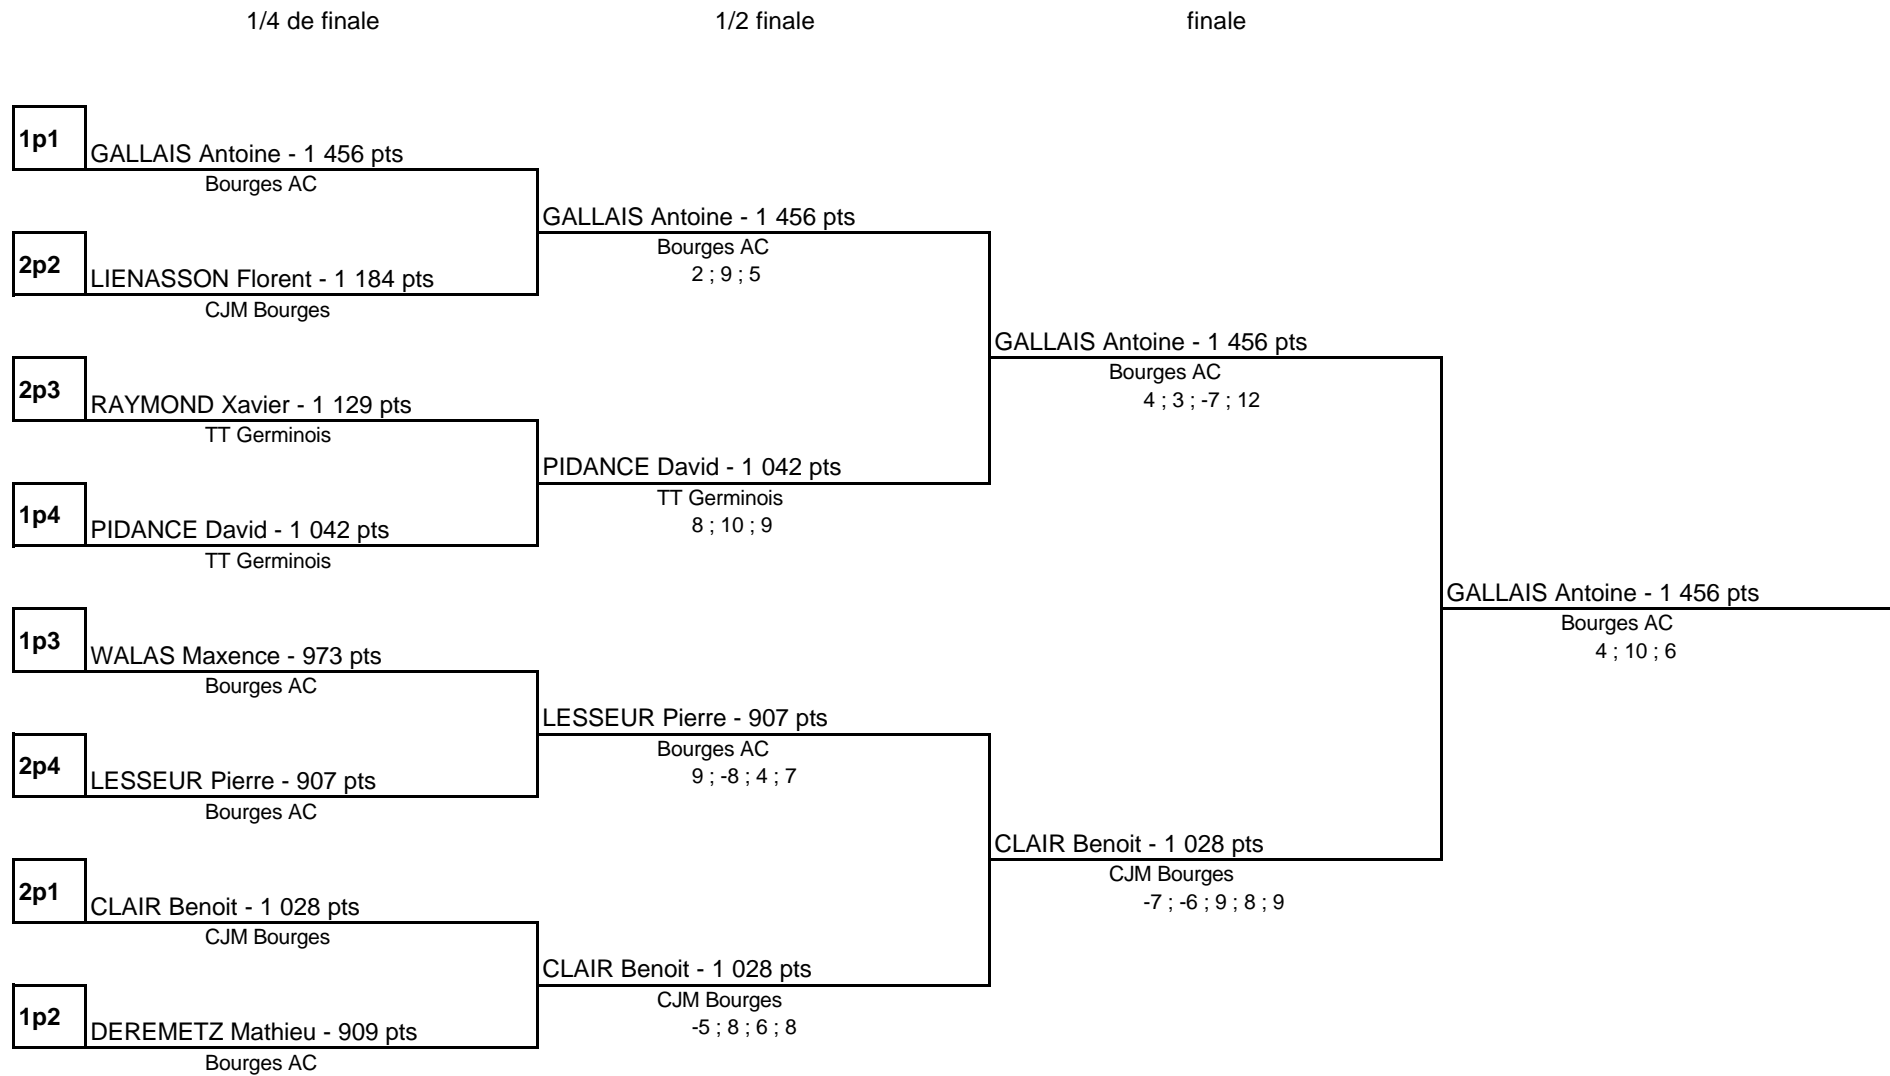 1/4 de finale
1/2 finale
finale
1p1
GALLAIS Antoine - 1 456 pts
Bourges AC
GALLAIS Antoine - 1 456 pts
Bourges AC
2 ; 9 ; 5
2p2
LIENASSON Florent - 1 184 pts
CJM Bourges
GALLAIS Antoine - 1 456 pts
Bourges AC
4 ; 3 ; -7 ; 12
2p3
RAYMOND Xavier - 1 129 pts
TT Germinois
PIDANCE David - 1 042 pts
TT Germinois
8 ; 10 ; 9
1p4
PIDANCE David - 1 042 pts
TT Germinois
GALLAIS Antoine - 1 456 pts
Bourges AC
4 ; 10 ; 6
1p3
WALAS Maxence - 973 pts
Bourges AC
LESSEUR Pierre - 907 pts
Bourges AC
9 ; -8 ; 4 ; 7
2p4
LESSEUR Pierre - 907 pts
Bourges AC
CLAIR Benoit - 1 028 pts
CJM Bourges
-7 ; -6 ; 9 ; 8 ; 9
2p1
CLAIR Benoit - 1 028 pts
CJM Bourges
CLAIR Benoit - 1 028 pts
CJM Bourges
-5 ; 8 ; 6 ; 8
1p2
DEREMETZ Mathieu - 909 pts
Bourges AC